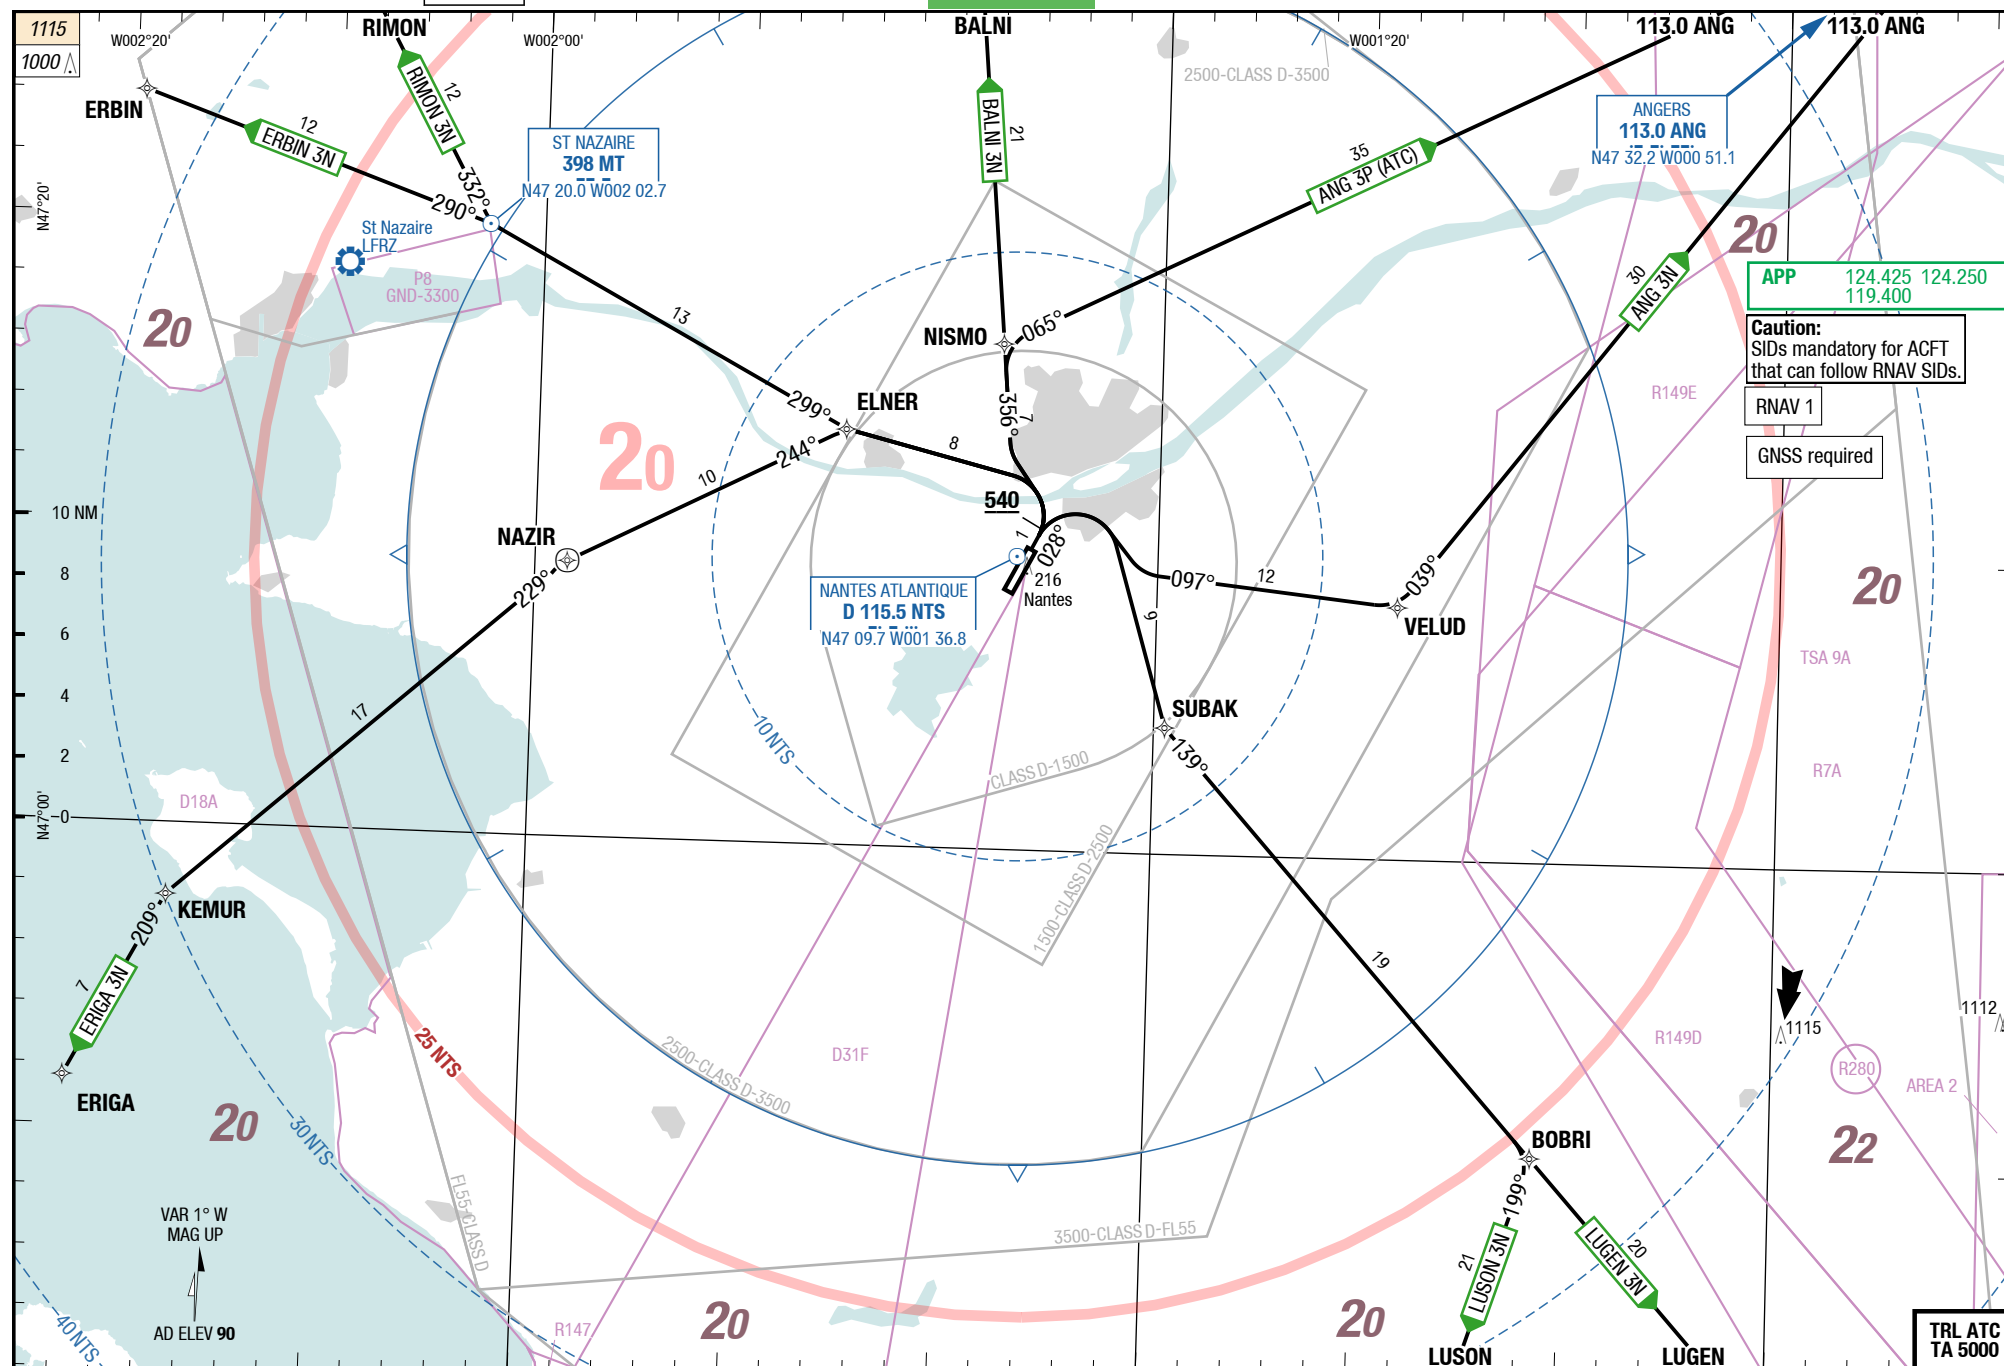 1115
1000
W002°20'
RIMON
W002°00'
BALNI
W001°20'
113.0 ANG
113.0 ANG
2500-CLASS D-3500
ERBIN
12
ERBIN 3N
290°
12
RIMON 3N
332°
ST NAZAIRE
398 MT
N47 20.0 W002 02.7
BALNI 3N
21
35
ANG 3P (ATC)
ANGERS
113.0 ANG
N47 32.2 W000 51.1
N47°20'
St Nazaire
LFRZ
P8
GND-3300
20
20
30
ANG 3N
APP 124.425 124.250
119.400
Caution:
SIDs mandatory for ACFT
that can follow RNAV SIDs.
RNAV 1
GNSS required
13
NISMO
065°
299°
ELNER
356°
7
R149E
20
244°
8
10
540
10 NM
NAZIR
1
028°
229°
216
Nantes
NANTES ATLANTIQUE
D 115.5 NTS
N47 09.7 W001 36.8
097°
12
039°
VELUD
20
8
6
4
2
0
N47°00'
9
TSA 9A
17
SUBAK
139°
10 NTS
CLASS D-1500
R7A
D18A
1500-CLASS D-2500
KEMUR
209°
19
7
ERIGA 3N
1115
1112
25 NTS
2500-CLASS D-3500
D31F
R149D
R280
AREA 2
ERIGA
20
30 NTS
BOBRI
22
199°
FL55-CLASS D
VAR 1° W
MAG UP
3500-CLASS D-FL55
21
LUSON 3N
20
LUGEN 3N
AD ELEV 90
40 NTS
R147
20
20
TRL ATC
TA 5000
LUSON
LUGEN